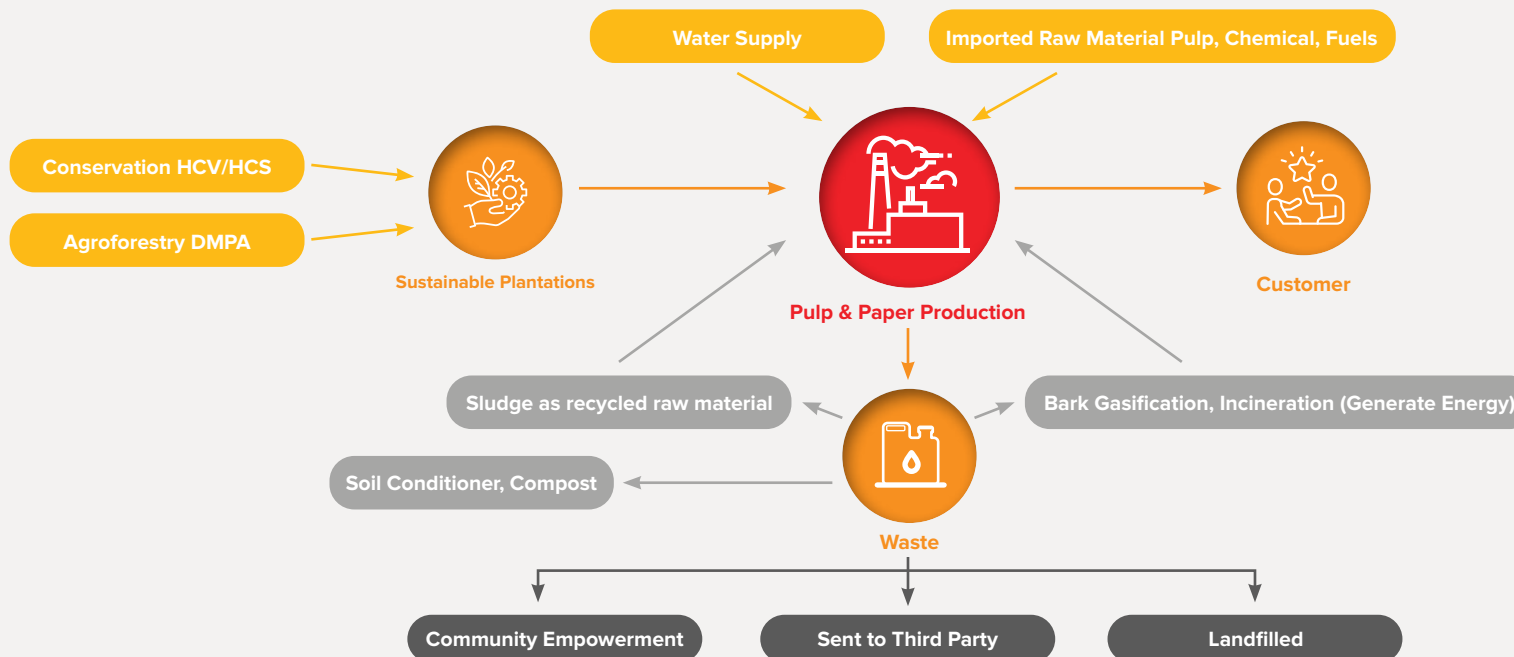 Water Supply
Imported Raw Material Pulp, Chemical, Fuels
Conservation HCV/HCS
Agroforestry DMPA
Sustainable Plantations
Customer
Pulp & Paper Production
Sludge as recycled raw material
Bark Gasification, Incineration (Generate Energy)
Soil Conditioner, Compost
Waste
Community Empowerment
Sent to Third Party
Landfilled